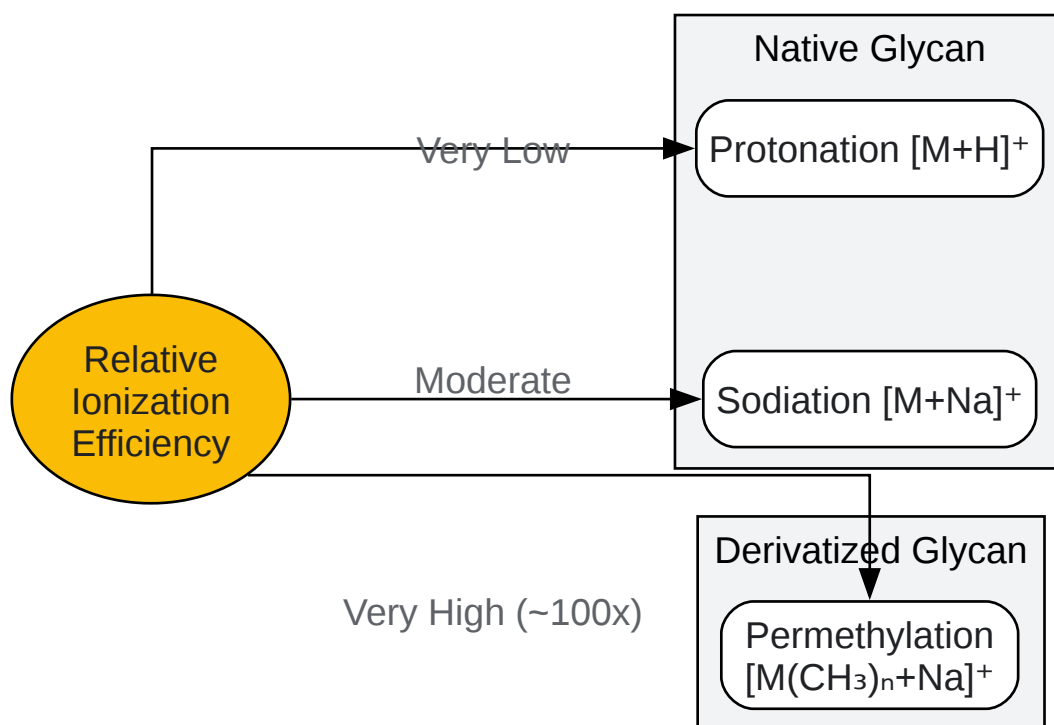 Native Glycan
Very Low
Protonation [M+H]⁺
Relative
Ionization
Efficiency
Moderate
Sodiation [M+Na]⁺
Derivatized Glycan
Very High (~100x)
Permethylation
[M(CH₃)ₙ+Na]⁺